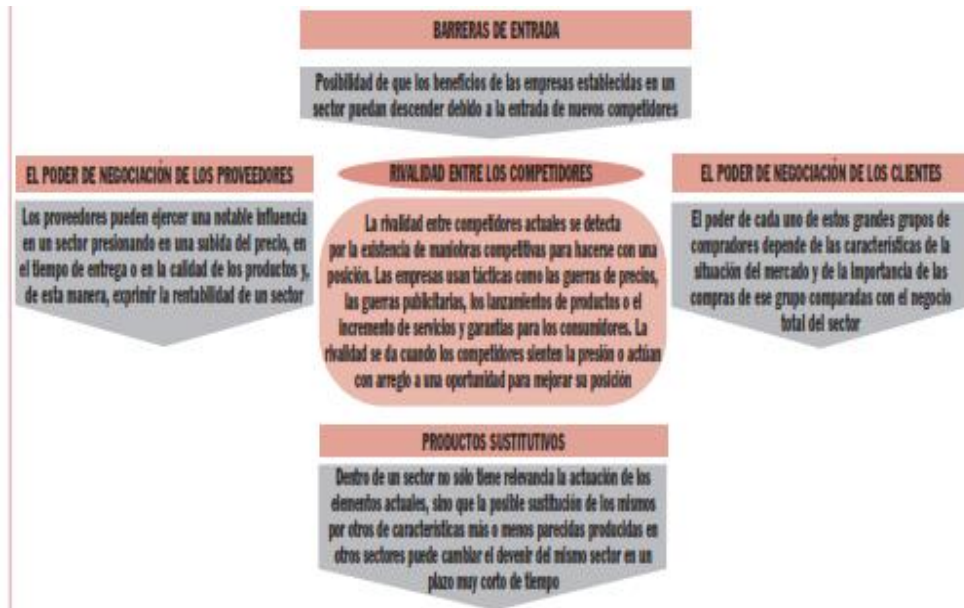 BARRERAS DE ENTRADA
Posibilidad de que los beneficios de las empresas establecidas en un
sector puedan descender debido a la entrada de nuevos competidores
EL PODER DE NEGOCIACIÓN DE LOS PROVEEDORES
Los proveedores pueden ejercer una notable influencia
en un sector presionando en una subida del precio, en
el tiempo de entrega o en la calidad de los productos y,
de esta manera, exprimir la rentabilidad de un sector
RIVALIDAD ENTRE LOS COMPETIDORES
La rivalidad entre competidores actuales se detecta
por la existencia de maniobras competitivas para hacerse con una
posición. Las empresas usan tácticas como las guerras de precios,
las guerras publicitarias, los lanzamientos de productos o el
incremento de servicios y garantías para los consumidores. La
rivalidad se da cuando los competidores sienten la presión o actúan
con arreglo a una oportunidad para mejorar su posición
EL PODER DE NEGOCIACIÓN DE LOS CLIENTES
El poder de cada uno de estos grandes grupos de
compradores depende de las características de la
situación del mercado y de la importancia de las
compras de ese grupo comparadas con el negocio
total del sector
PRODUCTOS SUSTITUTIVOS
Dentro de un sector no sólo tiene relevancia la actuación de los
elementos actuales, sino que la posible sustitución de los mismos
por otros de características más o menos parecidas producidas en
otros sectores puede cambiar el devenir del mismo sector en un
plazo muy corto de tiempo